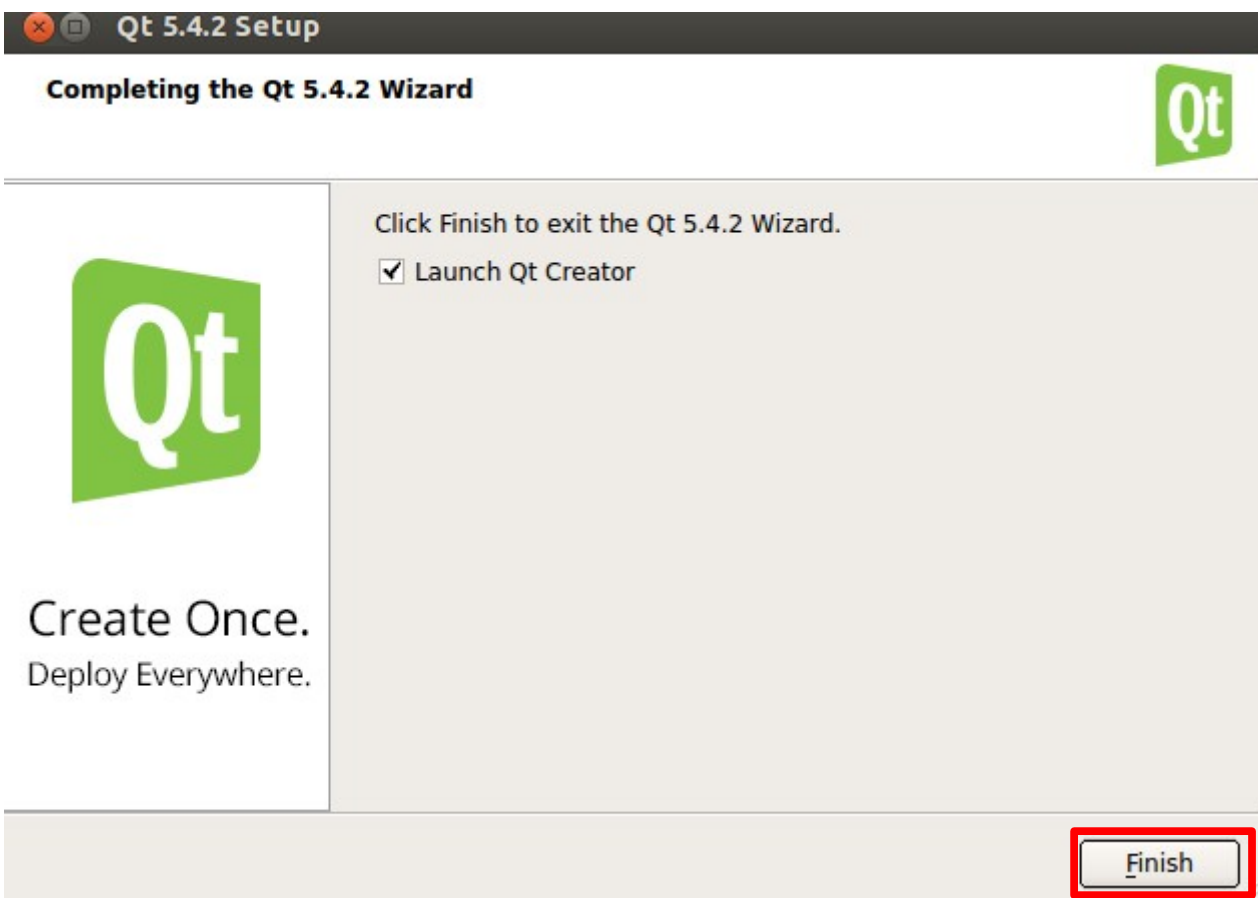 Qt 5.4.2 Setup
Completing the Qt 5.4.2 Wizard
Qt
Click Finish to exit the Qt 5.4.2 Wizard.
Launch Qt Creator
Qt
Create Once.
Deploy Everywhere.
Finish